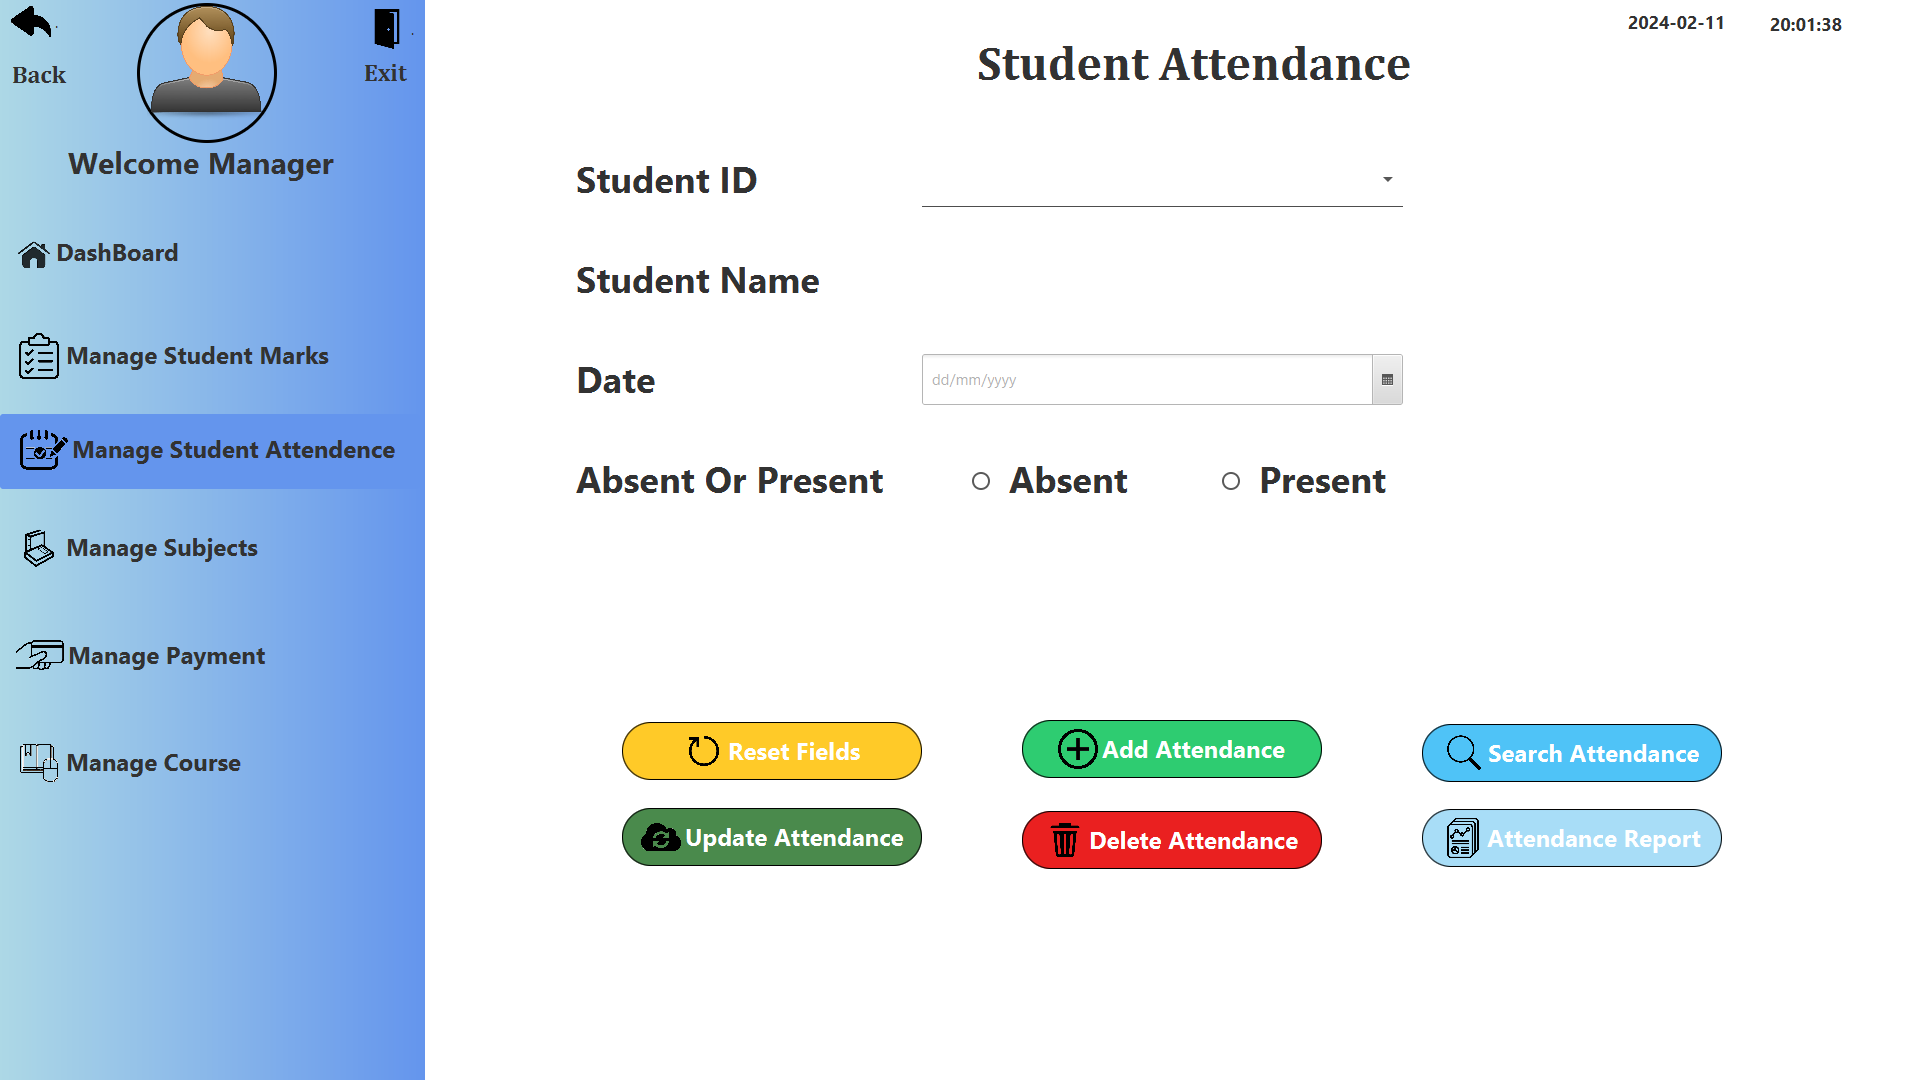 Back
Exit
Welcome Manager
DashBoard
Manage Student Marks
Manage Student Attendence
Manage Subjects
Manage Payment
Manage Course
2024-02-11 20:01:38
Student Attendance
Student ID
Student Name
Date dd/mm/yyyy
Absent Or Present Absent Present
Reset Fields Add Attendance Search Attendance
Update Attendance Delete Attendance Attendance Report